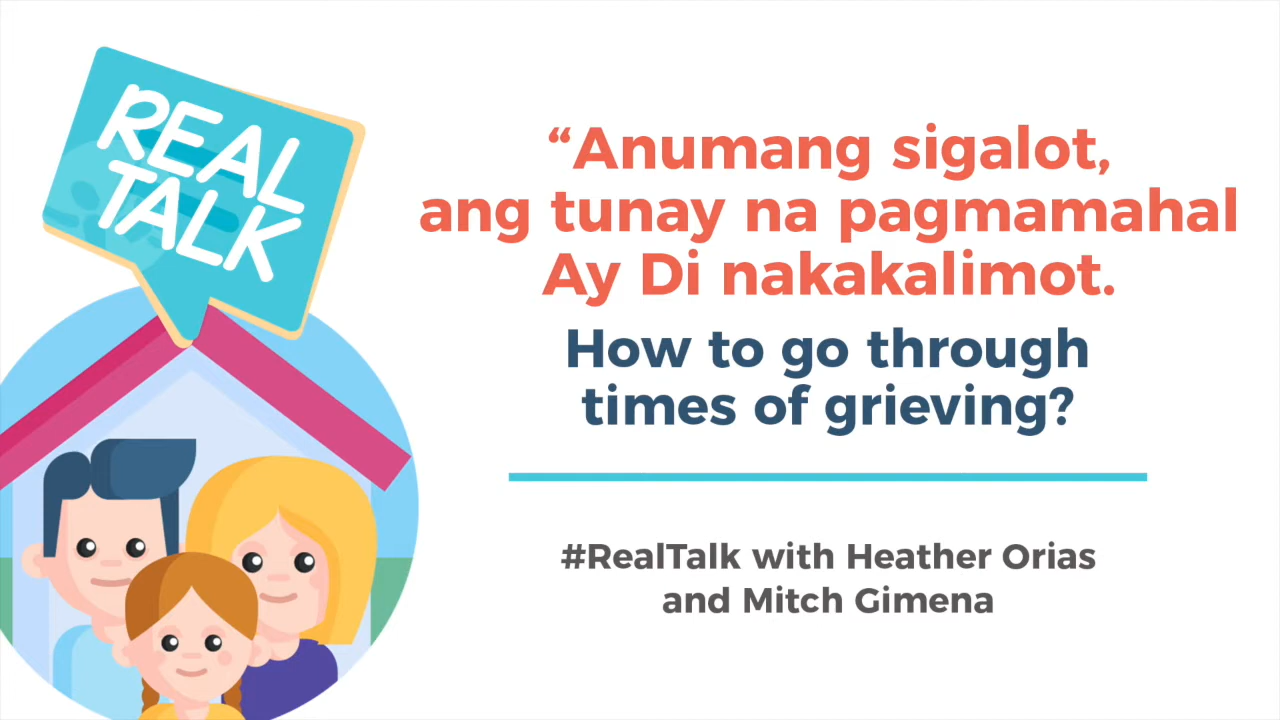 REAL
TALK
“Anumang sigalot,
ang tunay na pagmamahal
Ay Di nakakalimot.
How to go through
times of grieving?
#RealTalk with Heather Orias
and Mitch Gimena